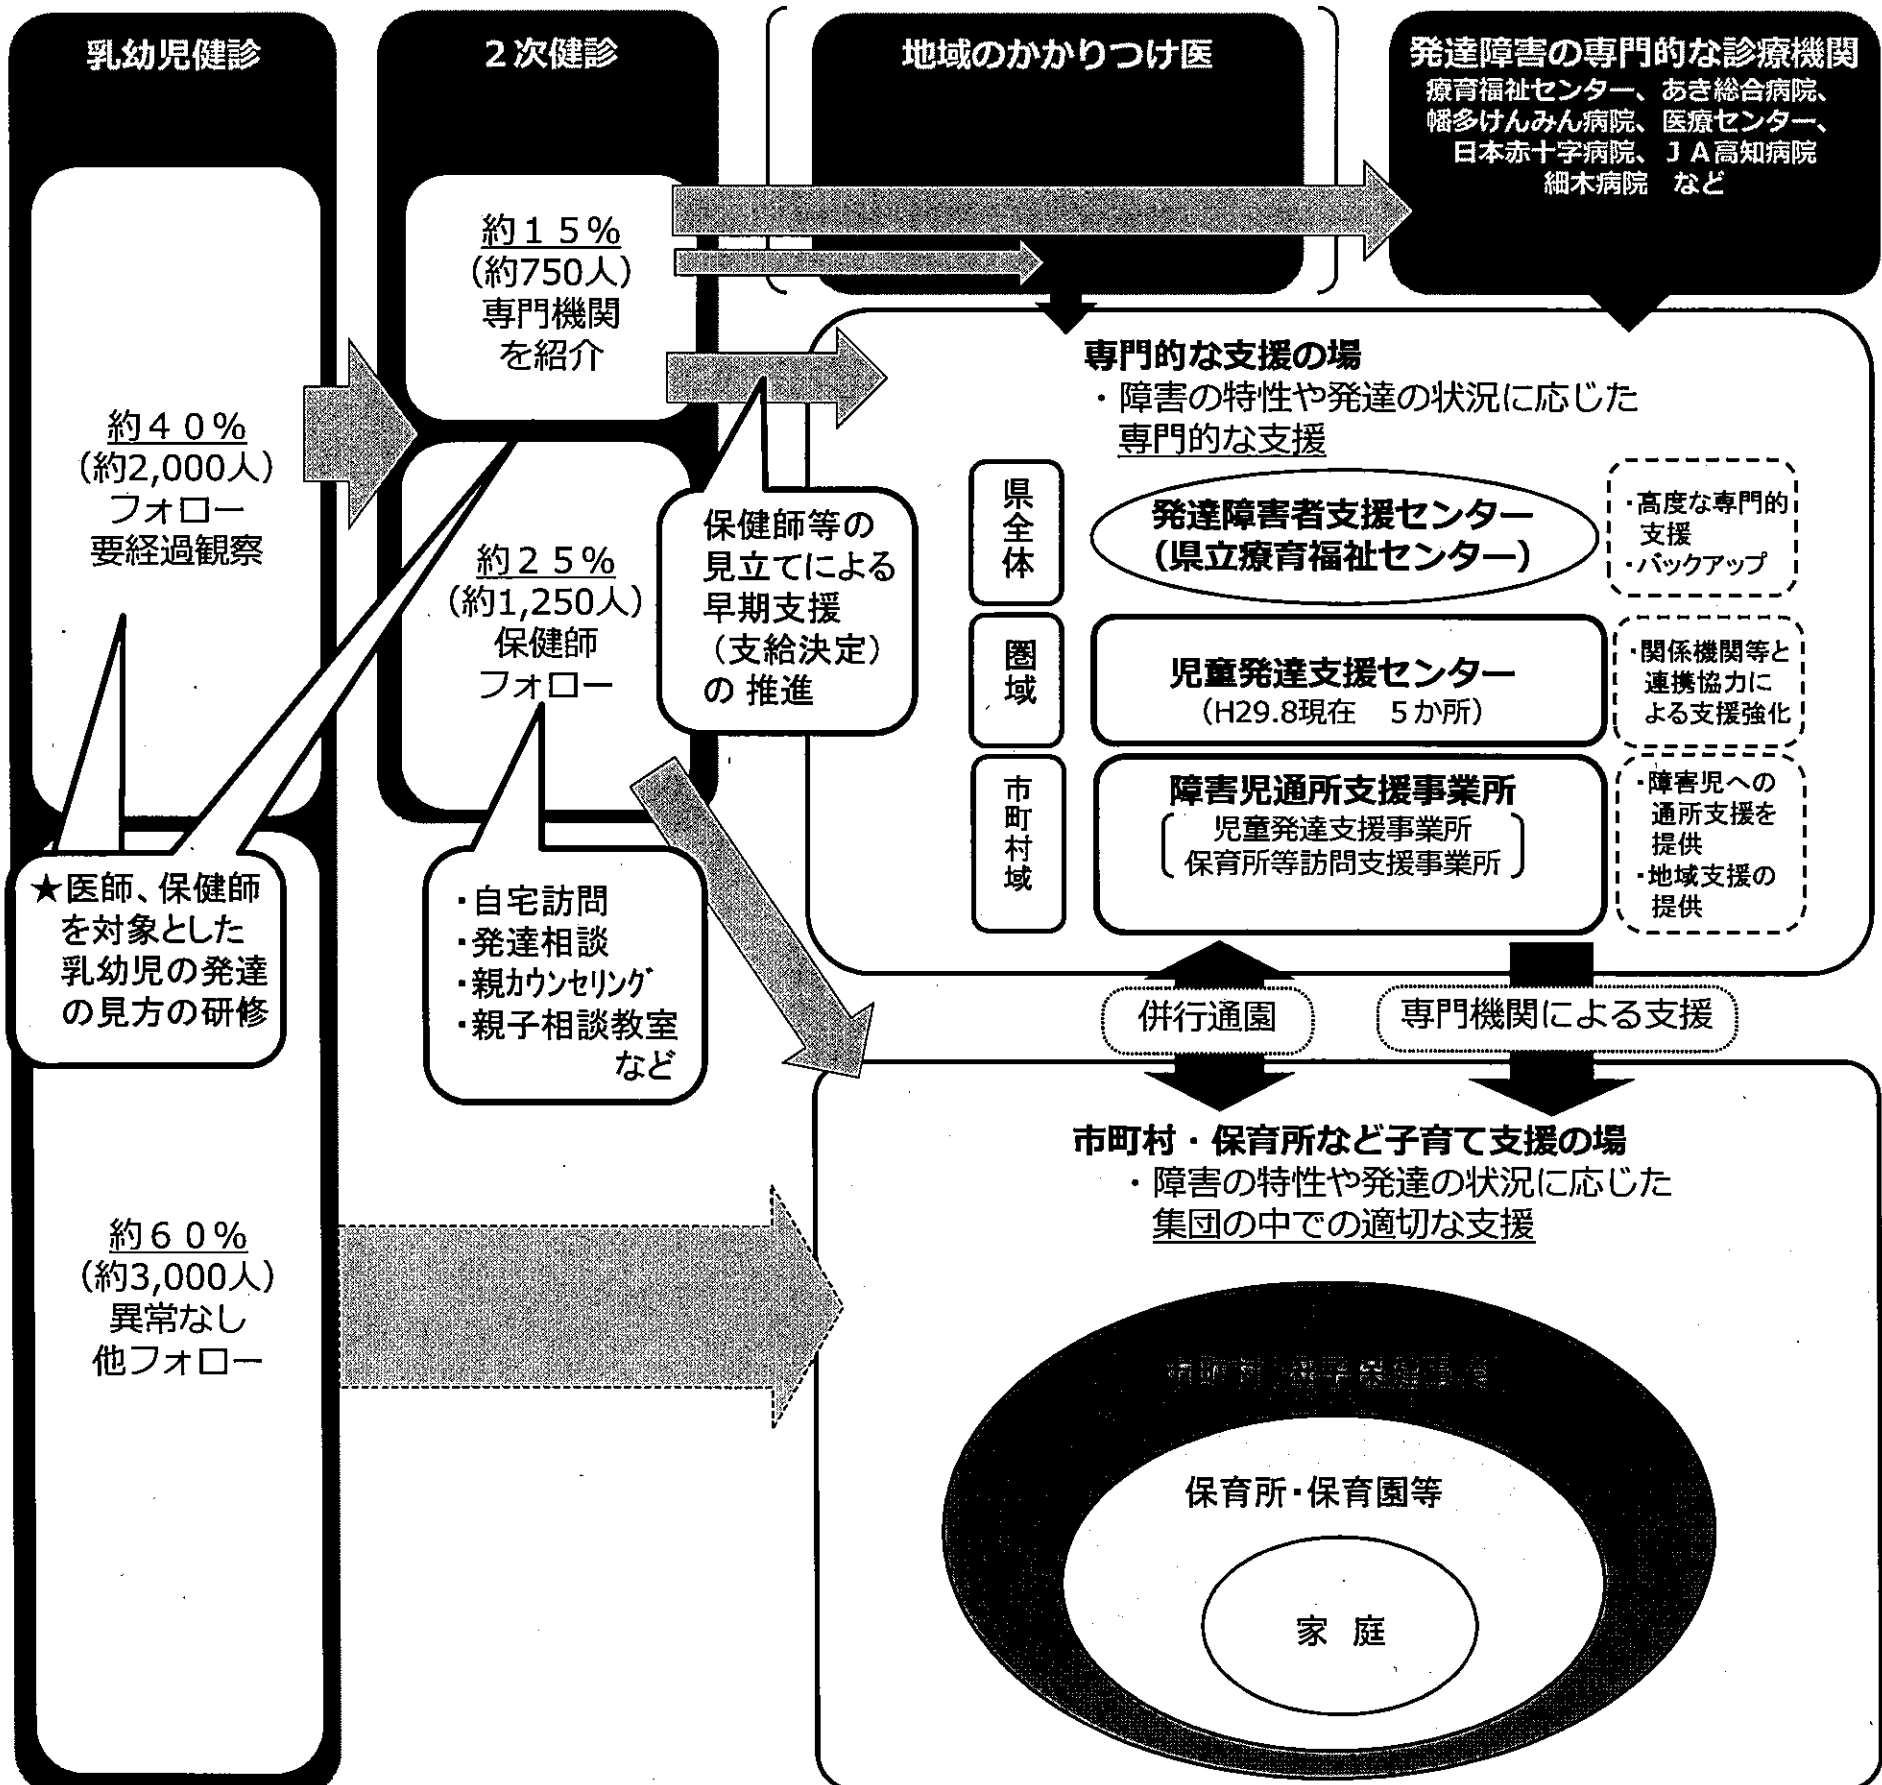 乳幼児健診
約４０%
(約2,000人)
フォロー
要経過観察
★医師、保健師
を対象とした
乳幼児の発達
の見方の研修
約６０%
(約3,000人)
異常なし
他フォロー
２次健診
約１５%
(約750人)
専門機関
を紹介
約２５%
(約1,250人)
保健師
フォロー
・自宅訪問
・発達相談
・親ｶｳﾝｾﾘﾝｸﾞ
・親子相談教室
など
保健師等の
見立てによる
早期支援
（支給決定）
の 推進
地域のかかりつけ医
発達障害の専門的な診療機関
療育福祉センター、あき総合病院、
幡多けんみん病院、医療センター、
日本赤十字病院、ＪＡ高知病院
細木病院　など
専門的な支援の場
・障害の特性や発達の状況に応じた
専門的な支援
県全体
発達障害者支援センター
（県立療育福祉センター）
・高度な専門的
支援
・バックアップ
圏域
児童発達支援センター
（H29.8現在　５か所）
・関係機関等と
連携協力に
よる支援強化
市町村域
障害児通所支援事業所
児童発達支援事業所
保育所等訪問支援事業所
・障害児への
通所支援を
提供
・地域支援の
提供
併行通園
専門機関による支援
市町村・保育所など子育て支援の場
・障害の特性や発達の状況に応じた
集団の中での適切な支援
市町村 母子保健事業
保育所・保育園等
家 庭